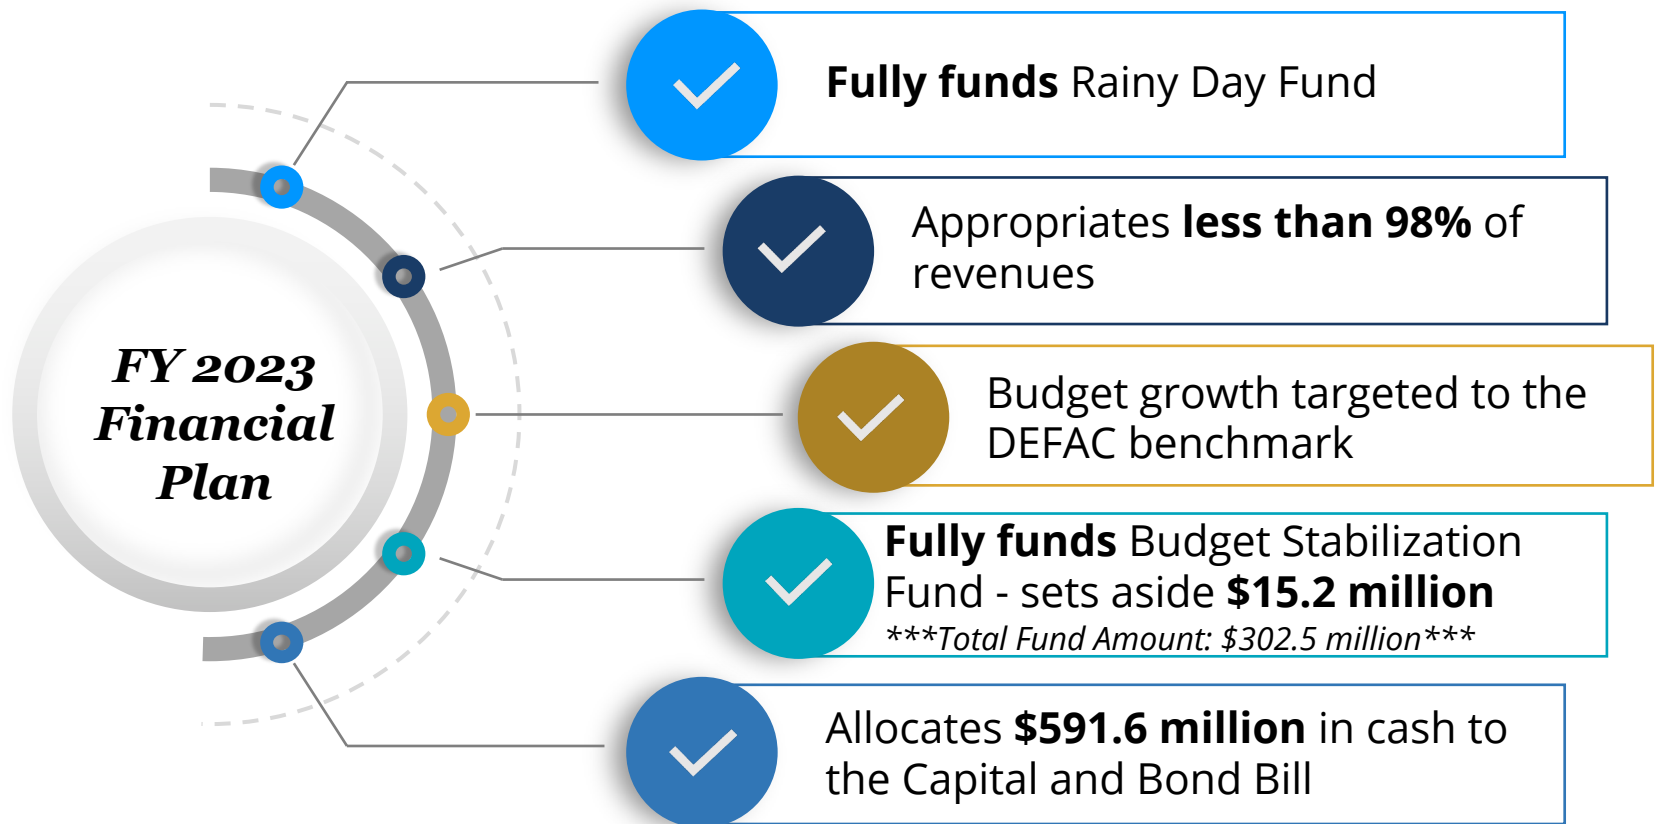 FY 2023
Financial
Plan
Fully funds Rainy Day Fund
Appropriates less than 98% of
revenues
Budget growth targeted to the
DEFAC benchmark
Fully funds Budget Stabilization
Fund - sets aside $15.2 million
***Total Fund Amount: $302.5 million***
Allocates $591.6 million in cash to
the Capital and Bond Bill